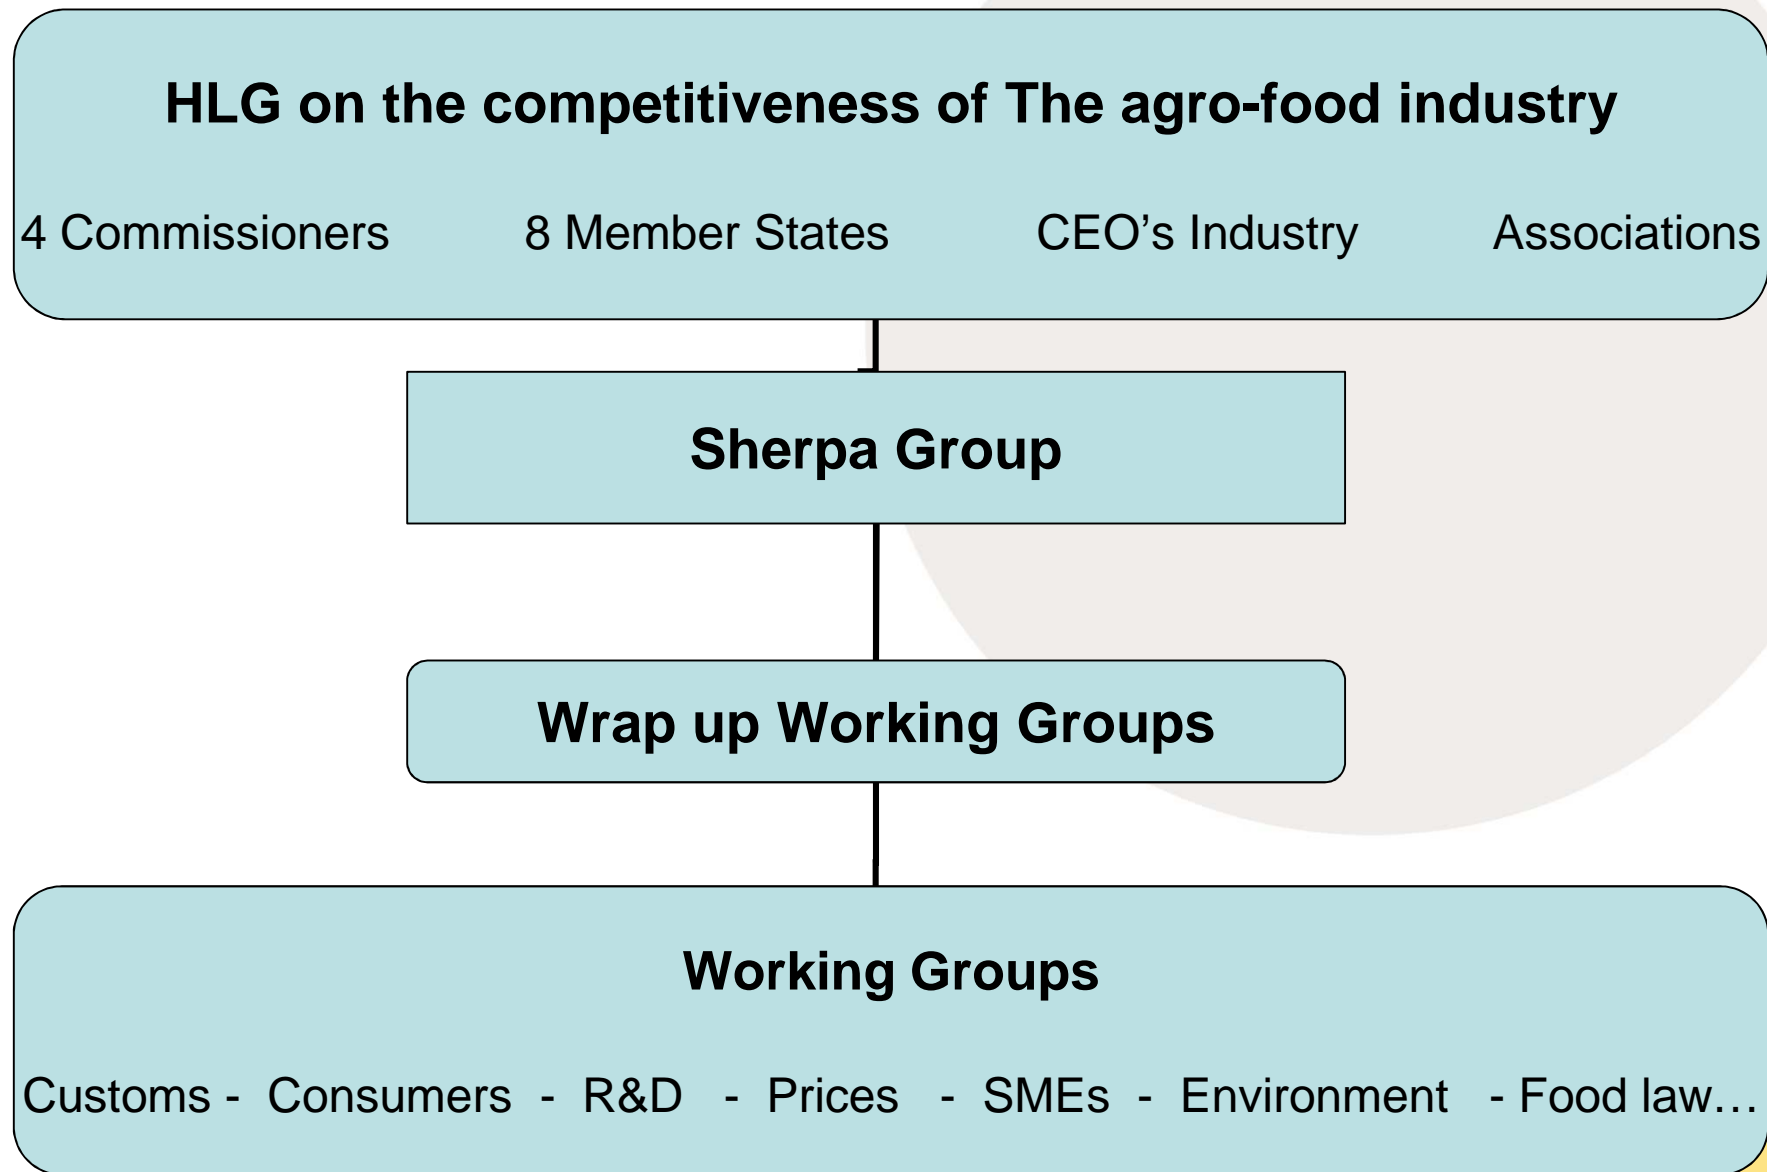 HLG on the competitiveness of The agro-food industry
4 Commissioners 8 Member States CEO’s Industry Associations
Sherpa Group
Wrap up Working Groups
Working Groups
Customs - Consumers - R&D - Prices - SMEs - Environment - Food law…